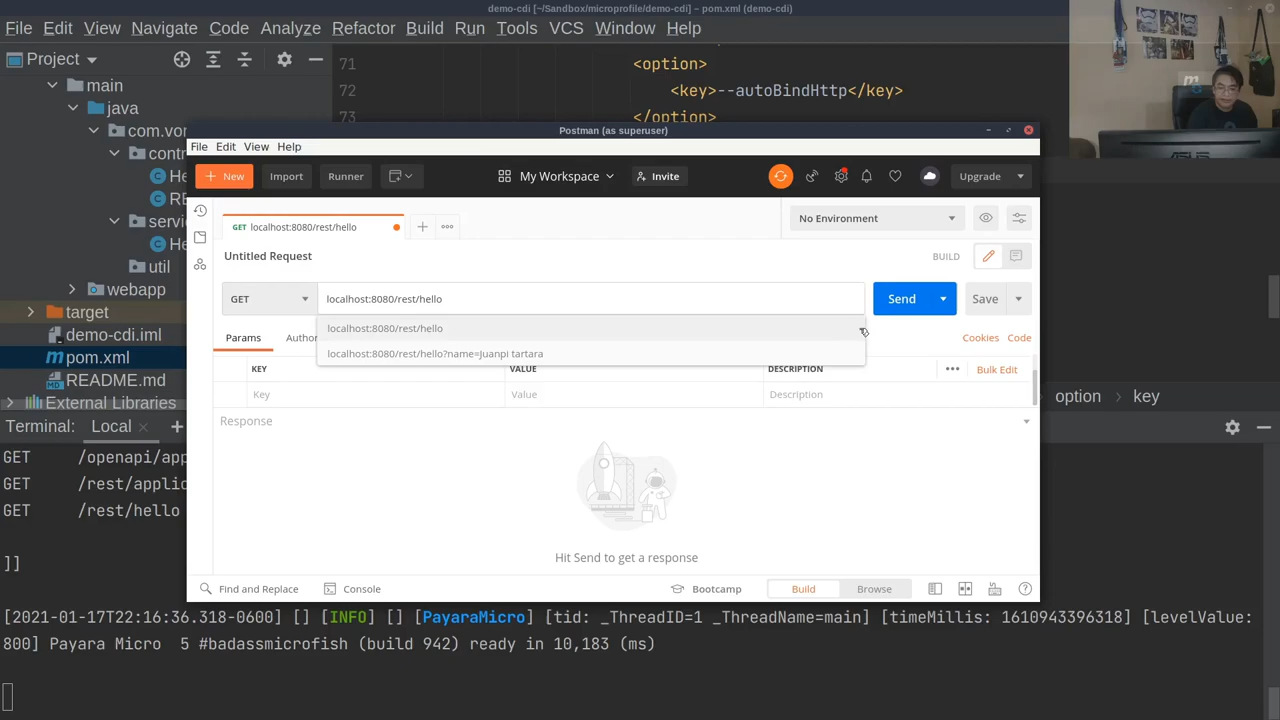 demo-cdi [~/Sandbox/microprofile/demo-cdi] – pom.xml (demo-cdi)
File Edit View Navigate Code Analyze Refactor Build Run Tools VCS Window Help
Project
main
java
com.vor
contr
He
RE
servic
He
util
webapp
target
demo-cdi.iml
pom.xml
README.md
External Libraries
71 <option>
72 <key>--autoBindHttp</key>
73 </option>
Postman (as superuser)
File Edit View Help
New Import Runner My Workspace Invite Upgrade
GET localhost:8080/rest/hello
No Environment
Untitled Request BUILD
GET localhost:8080/rest/hello Send Save
localhost:8080/rest/hello
localhost:8080/rest/hello?name=Juanpi tartara
Params Author Cookies Code
KEY VALUE DESCRIPTION Bulk Edit
Key Value Description
Response
Hit Send to get a response
Find and Replace Console Bootcamp Build Browse
option key
Terminal: Local
GET /openapi/app
GET /rest/applic
GET /rest/hello
]]
[2021-01-17T22:16:36.318-0600] [] [INFO] [] [PayaraMicro] [tid: _ThreadID=1 _ThreadName=main] [timeMillis: 1610943396318] [levelValue:
800] Payara Micro 5 #badassmicrofish (build 942) ready in 10,183 (ms)